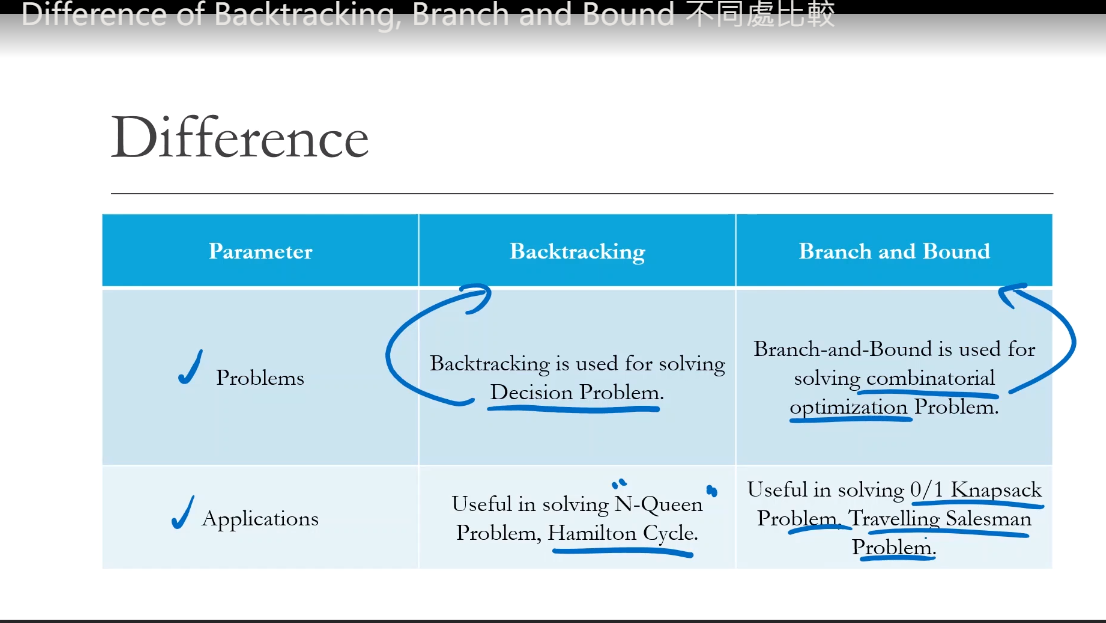 Difference of Backtracking, Branch and Bound 不同處比較
Difference
Parameter
Backtracking
Branch and Bound
Problems
Backtracking is used for solving
Decision Problem.
Branch-and-Bound is used for
solving combinatorial
optimization Problem.
Applications
Useful in solving N-Queen
Problem, Hamilton Cycle.
Useful in solving 0/1 Knapsack
Problem, Travelling Salesman
Problem.